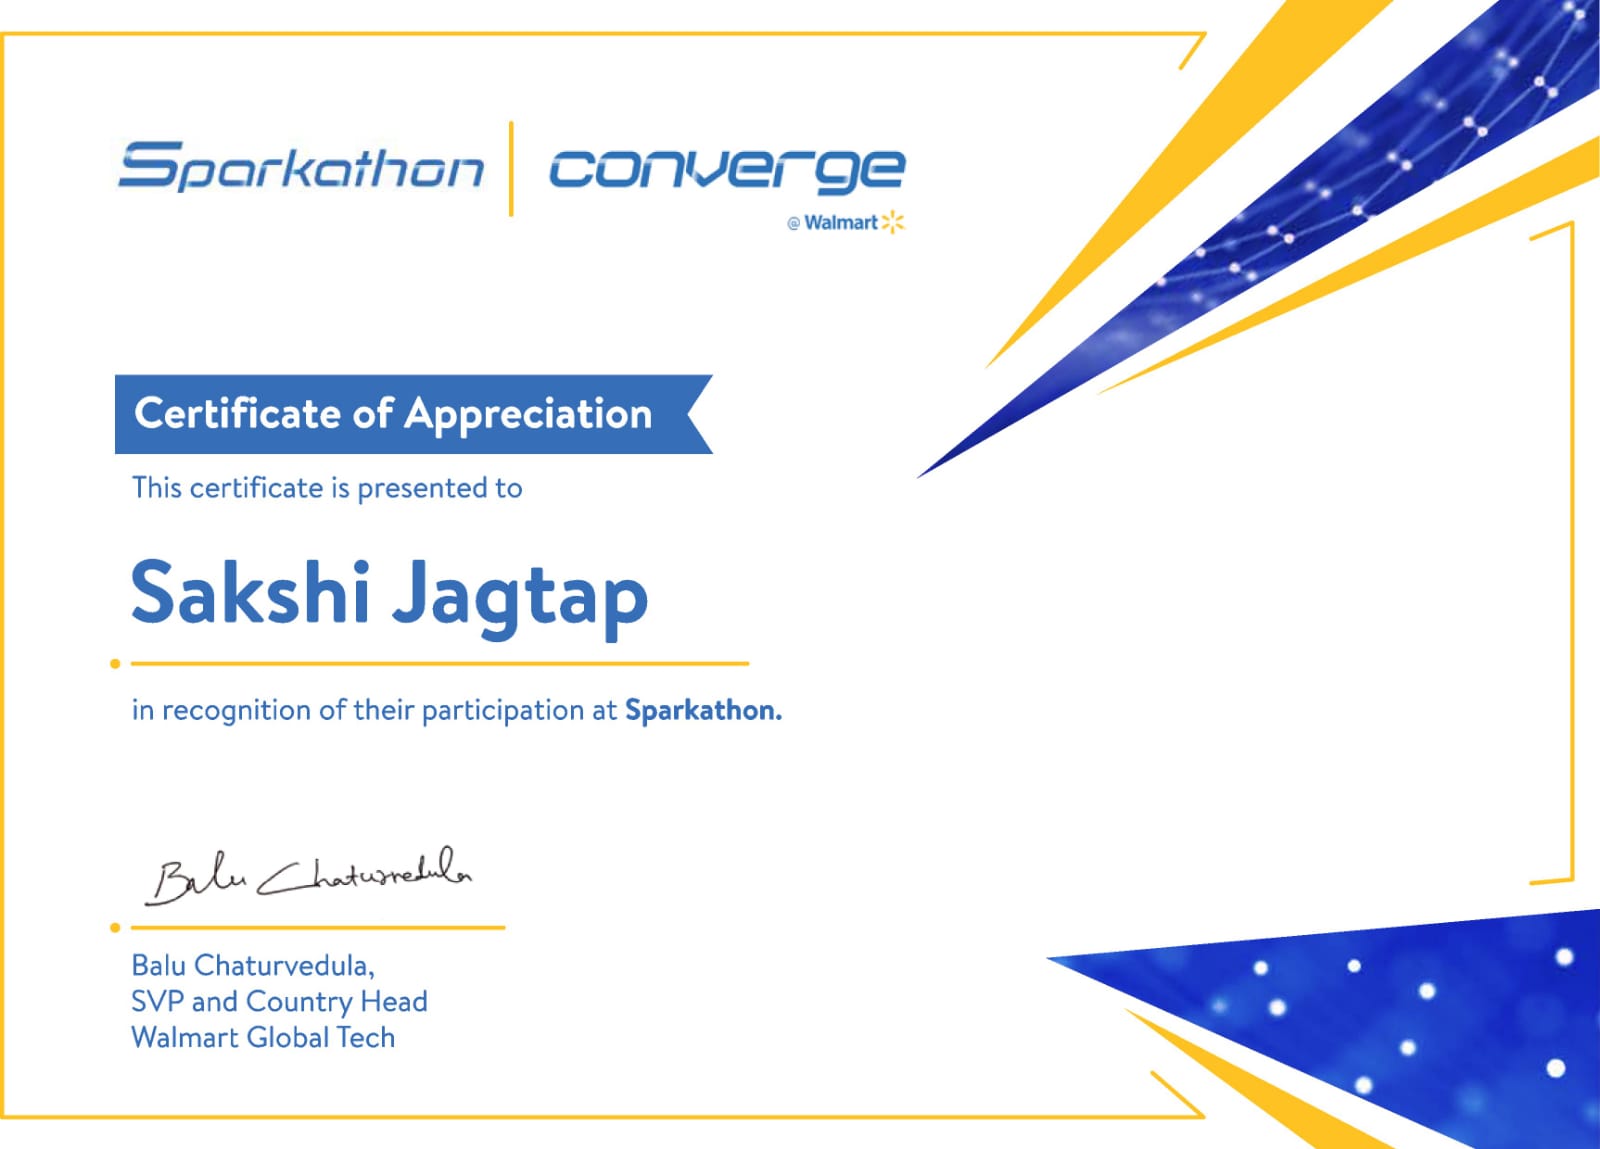 Sparkathon
converge
@ Walmart
Certificate of Appreciation
This certificate is presented to
Sakshi Jagtap
in recognition of their participation at Sparkathon.
Balu Chaturvedula
Balu Chaturvedula,
SVP and Country Head
Walmart Global Tech